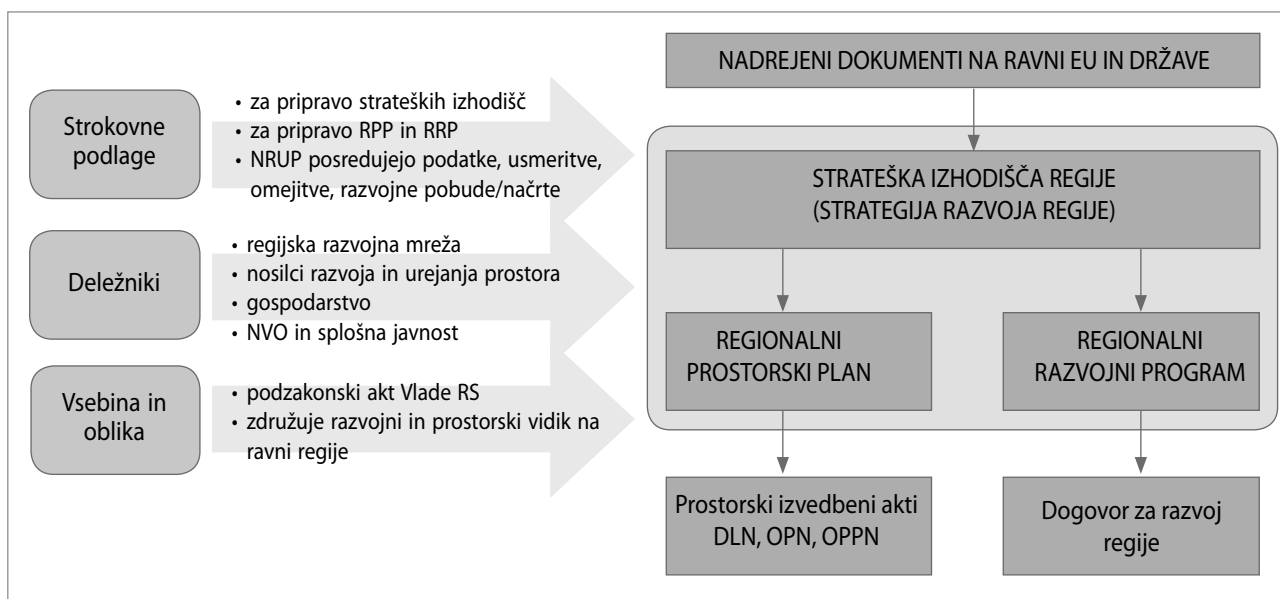 Strokovne
podlage
• za pripravo strateških izhodišč
• za pripravo RPP in RRP
• NRUP posredujejo podatke, usmeritve,
omejitve, razvojne pobude/načrte
Deležniki
• regijska razvojna mreža
• nosilci razvoja in urejanja prostora
• gospodarstvo
• NVO in splošna javnost
Vsebina in
oblika
• podzakonski akt Vlade RS
• združuje razvojni in prostorski vidik na
ravni regije
NADREJENI DOKUMENTI NA RAVNI EU IN DRŽAVE
STRATEŠKA IZHODIŠČA REGIJE
(STRATEGIJA RAZVOJA REGIJE)
REGIONALNI
PROSTORSKI PLAN
REGIONALNI
RAZVOJNI PROGRAM
Prostorski izvedbeni akti
DLN, OPN, OPPN
Dogovor za razvoj
regije